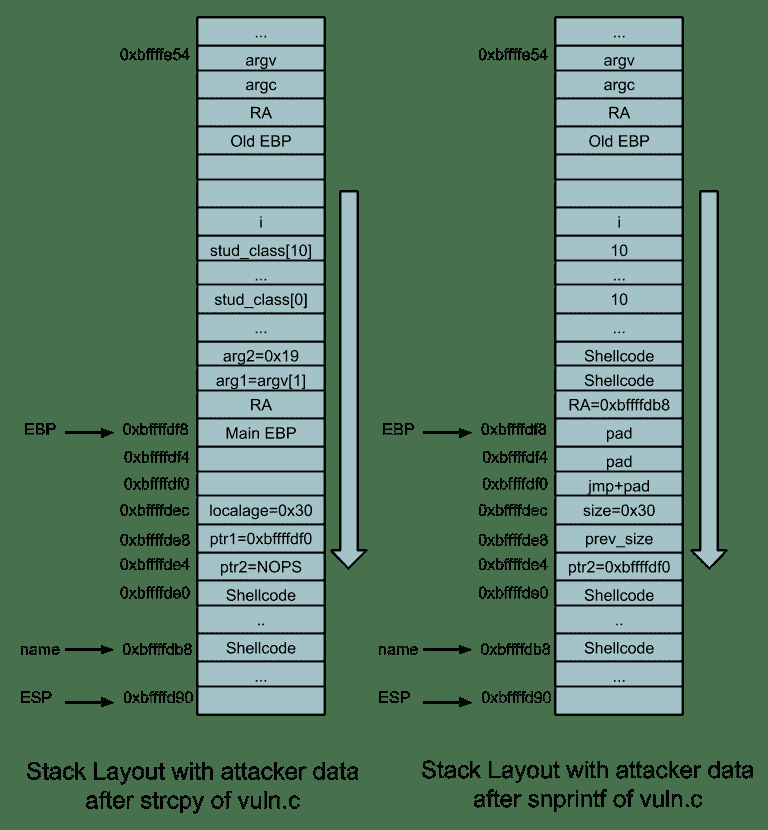 ...
0xbffffe54
argv
argc
RA
Old EBP
i
stud_class[10]
...
stud_class[0]
...
arg2=0x19
arg1=argv[1]
RA
EBP
0xbffffdf8
Main EBP
0xbffffdf4
0xbffffdf0
0xbffffdec
localage=0x30
0xbffffde8
ptr1=0xbffffdf0
0xbffffde4
ptr2=NOPS
0xbffffde0
Shellcode
..
name
0xbffffdb8
Shellcode
...
ESP
0xbffffd90
Stack Layout with attacker data
after strcpy of vuln.c
...
0xbffffe54
argv
argc
RA
Old EBP
i
10
...
10
...
Shellcode
Shellcode
RA=0xbffffdb8
EBP
0xbffffdf8
pad
0xbffffdf4
pad
0xbffffdf0
jmp+pad
0xbffffdec
size=0x30
0xbffffde8
prev_size
0xbffffde4
ptr2=0xbffffdf0
0xbffffde0
Shellcode
..
name
0xbffffdb8
Shellcode
...
ESP
0xbffffd90
Stack Layout with attacker data
after snprintf of vuln.c